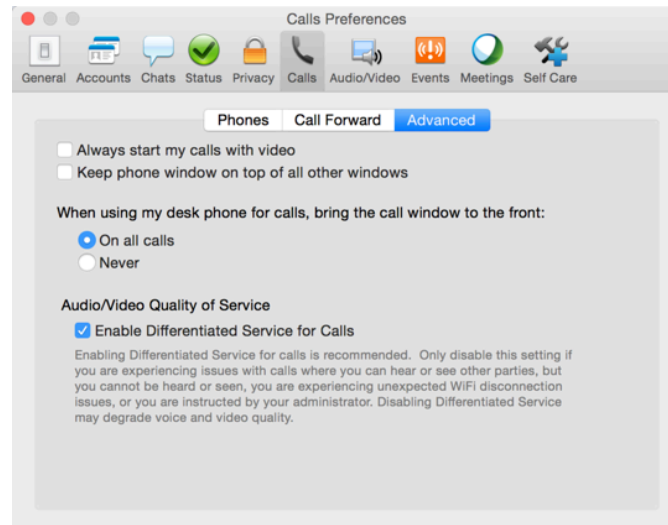 Calls Preferences
General Accounts Chats Status Privacy Calls Audio/Video Events Meetings Self Care
Phones Call Forward Advanced
Always start my calls with video
Keep phone window on top of all other windows
When using my desk phone for calls, bring the call window to the front:
On all calls
Never
Audio/Video Quality of Service
Enable Differentiated Service for Calls
Enabling Differentiated Service for calls is recommended. Only disable this setting if
you are experiencing issues with calls where you can hear or see other parties, but
you cannot be heard or seen, you are experiencing unexpected WiFi disconnection
issues, or you are instructed by your administrator. Disabling Differentiated Service
may degrade voice and video quality.